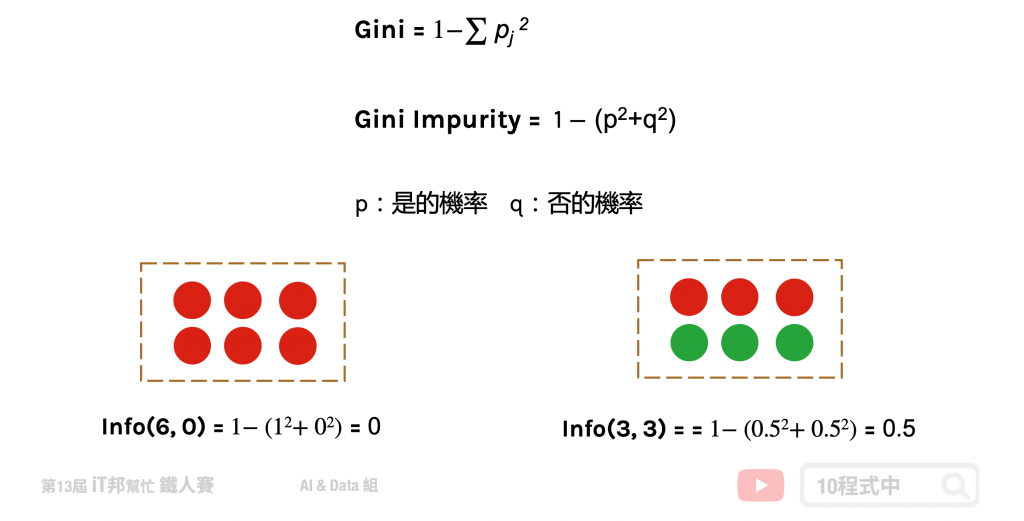 Gini = 1−∑ pⱼ²
Gini Impurity = 1 − (p²+q²)
p：是的機率 q：否的機率
Info(6, 0) = 1− (1²+ 0²) = 0
Info(3, 3) = = 1− (0.5²+ 0.5²) = 0.5
第13屆 iT邦幫忙 鐵人賽
AI & Data 組
10程式中